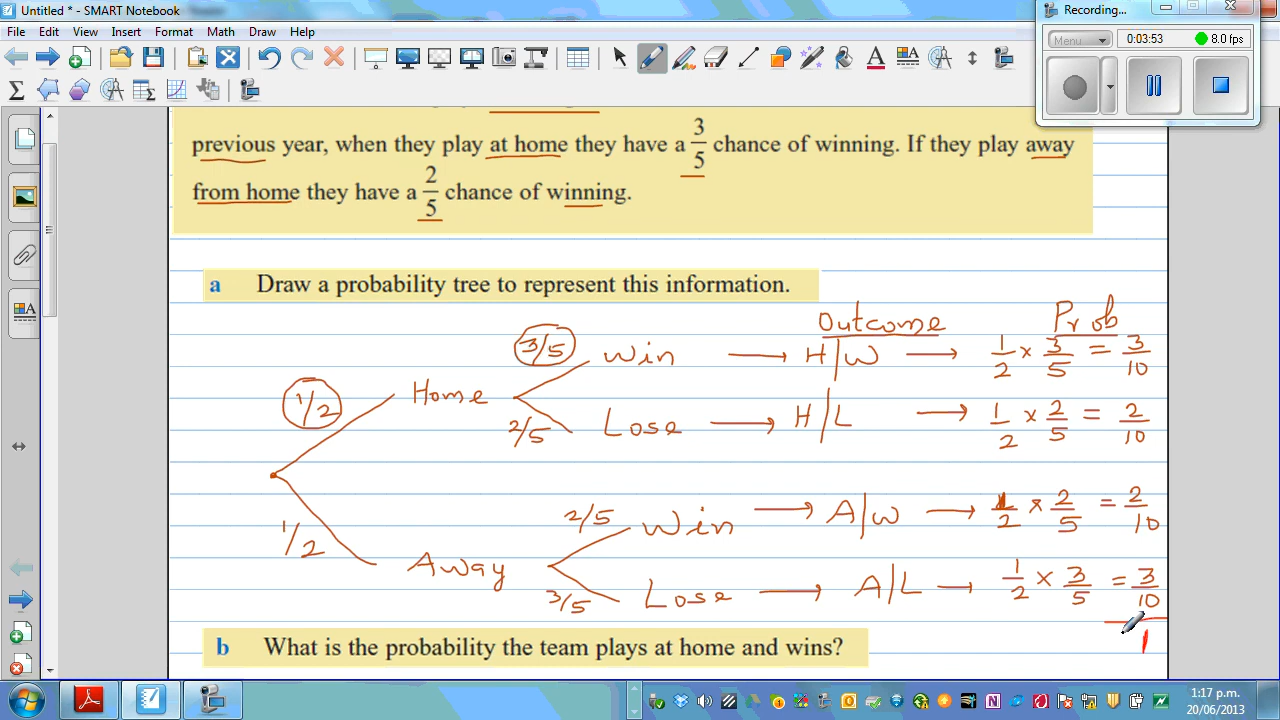 Untitled * - SMART Notebook
Recording...
File Edit View Insert Format Math Draw Help
Menu
0:03:53
8.0 fps
previous year, when they play at home they have a 3/5 chance of winning. If they play away
from home they have a 2/5 chance of winning.
a Draw a probability tree to represent this information.
Outcome Prob
3/5 Win → H/W → 1/2 × 3/5 = 3/10
1/2 Home
2/5 Lose → H/L → 1/2 × 2/5 = 2/10
2/5 Win → A/W → 1/2 × 2/5 = 2/10
1/2 Away
3/5 Lose → A/L → 1/2 × 3/5 = 3/10
1
b What is the probability the team plays at home and wins?
1:17 p.m.
20/06/2013